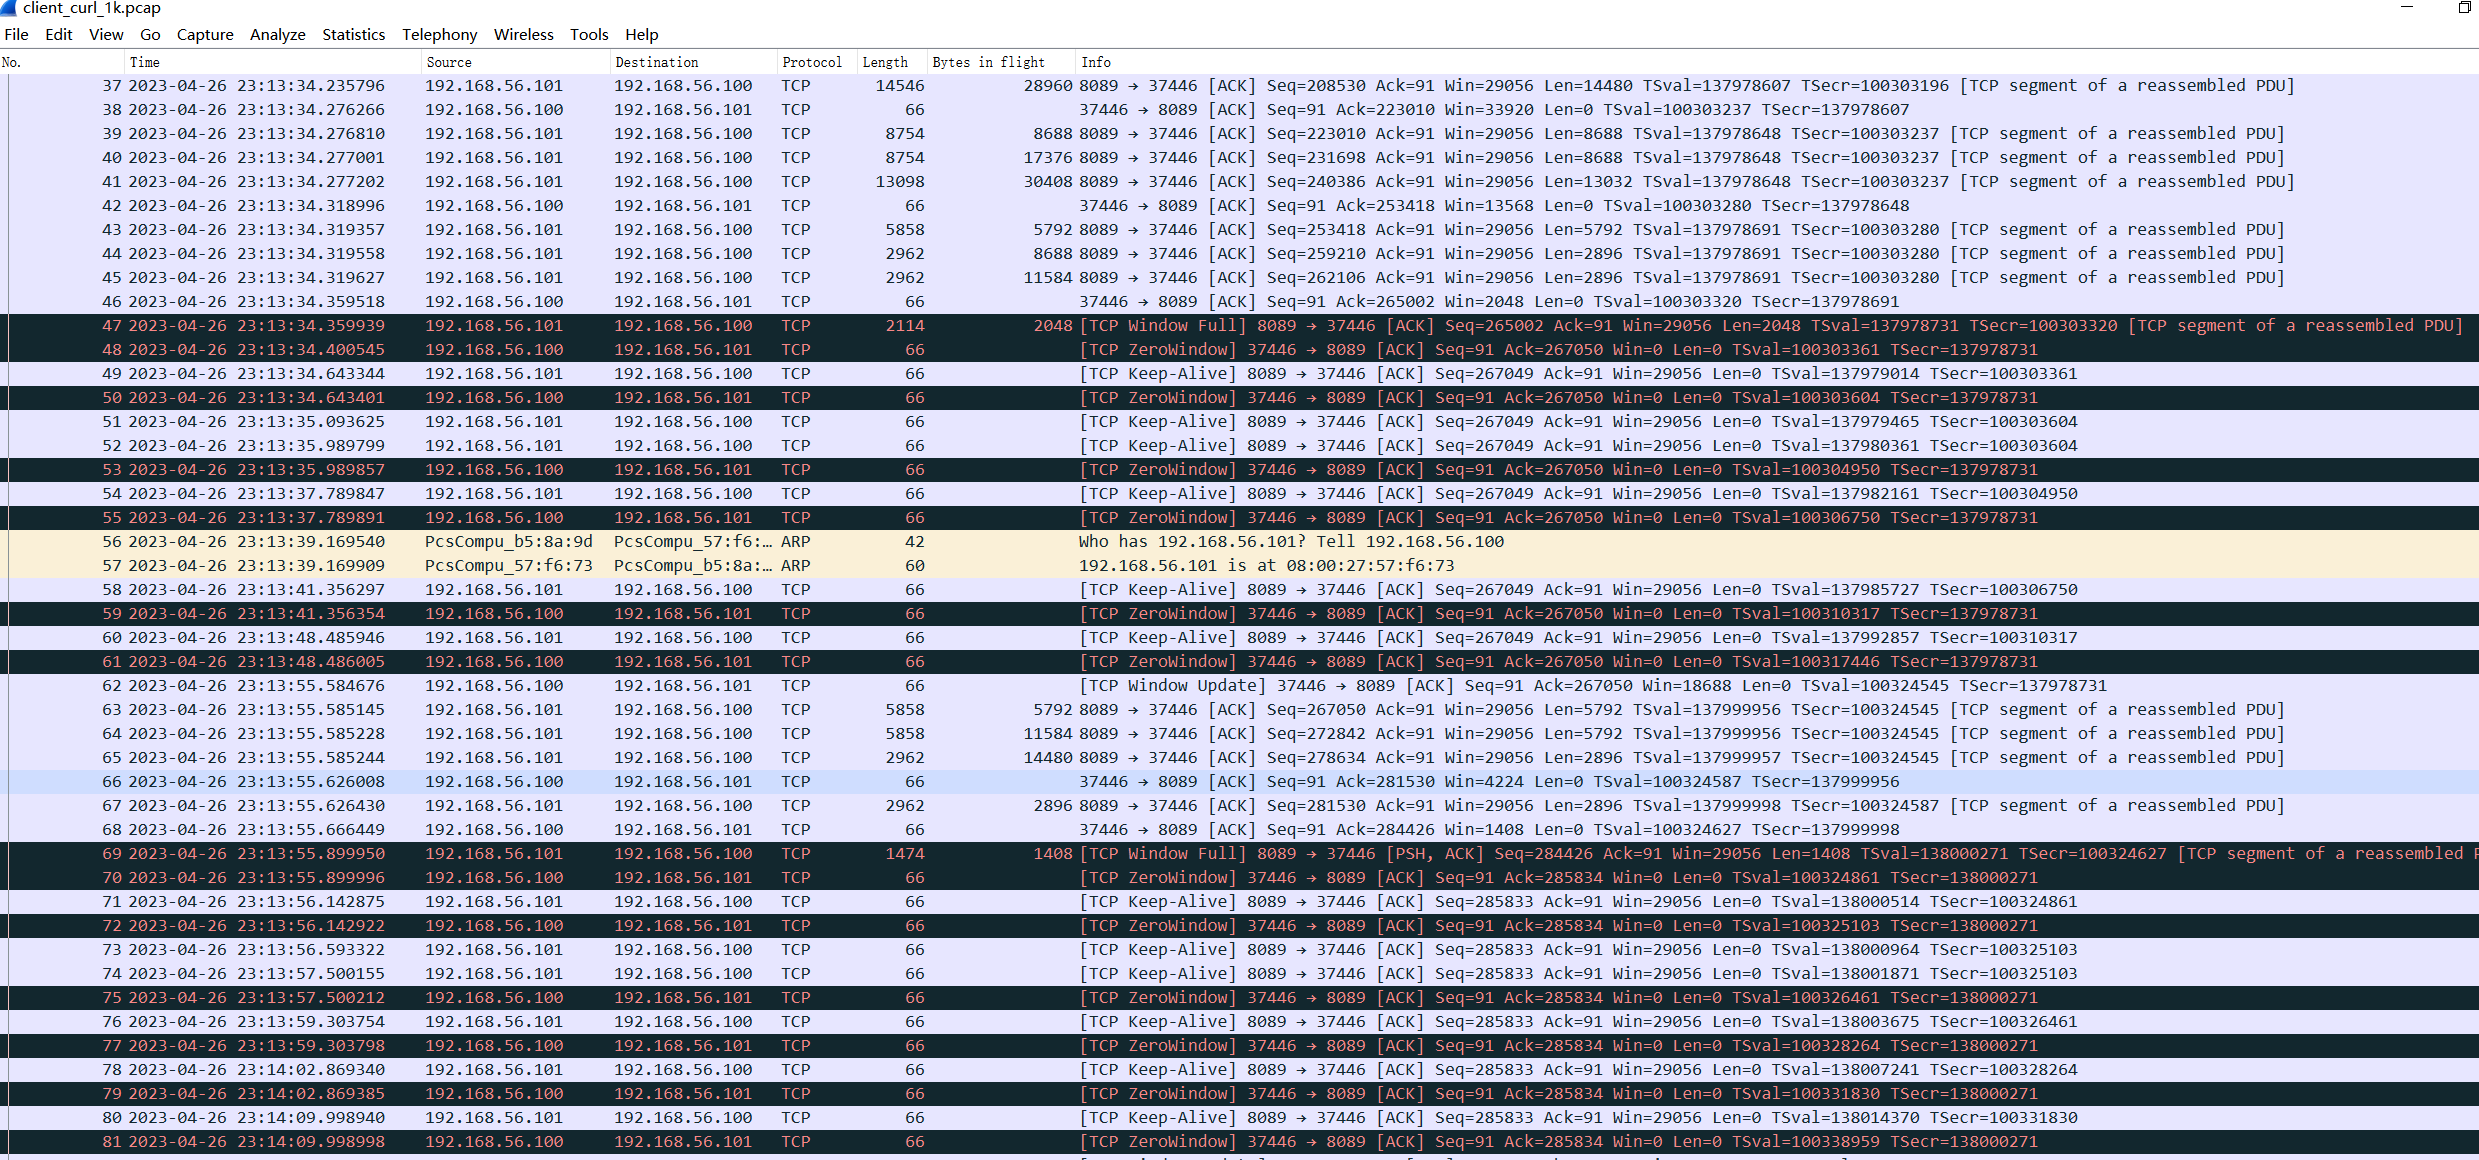 client_curl_1k.pcap
File Edit View Go Capture Analyze Statistics Telephony Wireless Tools Help
No. Time Source Destination Protocol Length Bytes in flight Info
37 2023-04-26 23:13:34.235796 192.168.56.101 192.168.56.100 TCP 14546 28960 8089 → 37446 [ACK] Seq=208530 Ack=91 Win=29056 Len=14480 TSval=137978607 TSecr=100303196 [TCP segment of a reassembled PDU]
38 2023-04-26 23:13:34.276266 192.168.56.100 192.168.56.101 TCP 66 37446 → 8089 [ACK] Seq=91 Ack=223010 Win=33920 Len=0 TSval=100303237 TSecr=137978607
39 2023-04-26 23:13:34.276810 192.168.56.101 192.168.56.100 TCP 8754 8688 8089 → 37446 [ACK] Seq=223010 Ack=91 Win=29056 Len=8688 TSval=137978648 TSecr=100303237 [TCP segment of a reassembled PDU]
40 2023-04-26 23:13:34.277001 192.168.56.101 192.168.56.100 TCP 8754 17376 8089 → 37446 [ACK] Seq=231698 Ack=91 Win=29056 Len=8688 TSval=137978648 TSecr=100303237 [TCP segment of a reassembled PDU]
41 2023-04-26 23:13:34.277202 192.168.56.101 192.168.56.100 TCP 13098 30408 8089 → 37446 [ACK] Seq=240386 Ack=91 Win=29056 Len=13032 TSval=137978648 TSecr=100303237 [TCP segment of a reassembled PDU]
42 2023-04-26 23:13:34.318996 192.168.56.100 192.168.56.101 TCP 66 37446 → 8089 [ACK] Seq=91 Ack=253418 Win=13568 Len=0 TSval=100303280 TSecr=137978648
43 2023-04-26 23:13:34.319357 192.168.56.101 192.168.56.100 TCP 5858 5792 8089 → 37446 [ACK] Seq=253418 Ack=91 Win=29056 Len=5792 TSval=137978691 TSecr=100303280 [TCP segment of a reassembled PDU]
44 2023-04-26 23:13:34.319558 192.168.56.101 192.168.56.100 TCP 2962 8688 8089 → 37446 [ACK] Seq=259210 Ack=91 Win=29056 Len=2896 TSval=137978691 TSecr=100303280 [TCP segment of a reassembled PDU]
45 2023-04-26 23:13:34.319627 192.168.56.101 192.168.56.100 TCP 2962 11584 8089 → 37446 [ACK] Seq=262106 Ack=91 Win=29056 Len=2896 TSval=137978691 TSecr=100303280 [TCP segment of a reassembled PDU]
46 2023-04-26 23:13:34.359518 192.168.56.100 192.168.56.101 TCP 66 37446 → 8089 [ACK] Seq=91 Ack=265002 Win=2048 Len=0 TSval=100303320 TSecr=137978691
47 2023-04-26 23:13:34.359939 192.168.56.101 192.168.56.100 TCP 2114 2048 [TCP Window Full] 8089 → 37446 [ACK] Seq=265002 Ack=91 Win=29056 Len=2048 TSval=137978731 TSecr=100303320 [TCP segment of a reassembled PDU]
48 2023-04-26 23:13:34.400545 192.168.56.100 192.168.56.101 TCP 66 [TCP ZeroWindow] 37446 → 8089 [ACK] Seq=91 Ack=267050 Win=0 Len=0 TSval=100303361 TSecr=137978731
49 2023-04-26 23:13:34.643344 192.168.56.101 192.168.56.100 TCP 66 [TCP Keep-Alive] 8089 → 37446 [ACK] Seq=267049 Ack=91 Win=29056 Len=0 TSval=137979014 TSecr=100303361
50 2023-04-26 23:13:34.643401 192.168.56.100 192.168.56.101 TCP 66 [TCP ZeroWindow] 37446 → 8089 [ACK] Seq=91 Ack=267050 Win=0 Len=0 TSval=100303604 TSecr=137978731
51 2023-04-26 23:13:35.093625 192.168.56.101 192.168.56.100 TCP 66 [TCP Keep-Alive] 8089 → 37446 [ACK] Seq=267049 Ack=91 Win=29056 Len=0 TSval=137979465 TSecr=100303604
52 2023-04-26 23:13:35.989799 192.168.56.101 192.168.56.100 TCP 66 [TCP Keep-Alive] 8089 → 37446 [ACK] Seq=267049 Ack=91 Win=29056 Len=0 TSval=137980361 TSecr=100303604
53 2023-04-26 23:13:35.989857 192.168.56.100 192.168.56.101 TCP 66 [TCP ZeroWindow] 37446 → 8089 [ACK] Seq=91 Ack=267050 Win=0 Len=0 TSval=100304950 TSecr=137978731
54 2023-04-26 23:13:37.789847 192.168.56.101 192.168.56.100 TCP 66 [TCP Keep-Alive] 8089 → 37446 [ACK] Seq=267049 Ack=91 Win=29056 Len=0 TSval=137982161 TSecr=100304950
55 2023-04-26 23:13:37.789891 192.168.56.100 192.168.56.101 TCP 66 [TCP ZeroWindow] 37446 → 8089 [ACK] Seq=91 Ack=267050 Win=0 Len=0 TSval=100306750 TSecr=137978731
56 2023-04-26 23:13:39.169540 PcsCompu_b5:8a:9d PcsCompu_57:f6:… ARP 42 Who has 192.168.56.101? Tell 192.168.56.100
57 2023-04-26 23:13:39.169909 PcsCompu_57:f6:73 PcsCompu_b5:8a:… ARP 60 192.168.56.101 is at 08:00:27:57:f6:73
58 2023-04-26 23:13:41.356297 192.168.56.101 192.168.56.100 TCP 66 [TCP Keep-Alive] 8089 → 37446 [ACK] Seq=267049 Ack=91 Win=29056 Len=0 TSval=137985727 TSecr=100306750
59 2023-04-26 23:13:41.356354 192.168.56.100 192.168.56.101 TCP 66 [TCP ZeroWindow] 37446 → 8089 [ACK] Seq=91 Ack=267050 Win=0 Len=0 TSval=100310317 TSecr=137978731
60 2023-04-26 23:13:48.485946 192.168.56.101 192.168.56.100 TCP 66 [TCP Keep-Alive] 8089 → 37446 [ACK] Seq=267049 Ack=91 Win=29056 Len=0 TSval=137992857 TSecr=100310317
61 2023-04-26 23:13:48.486005 192.168.56.100 192.168.56.101 TCP 66 [TCP ZeroWindow] 37446 → 8089 [ACK] Seq=91 Ack=267050 Win=0 Len=0 TSval=100317446 TSecr=137978731
62 2023-04-26 23:13:55.584676 192.168.56.100 192.168.56.101 TCP 66 [TCP Window Update] 37446 → 8089 [ACK] Seq=91 Ack=267050 Win=18688 Len=0 TSval=100324545 TSecr=137978731
63 2023-04-26 23:13:55.585145 192.168.56.101 192.168.56.100 TCP 5858 5792 8089 → 37446 [ACK] Seq=267050 Ack=91 Win=29056 Len=5792 TSval=137999956 TSecr=100324545 [TCP segment of a reassembled PDU]
64 2023-04-26 23:13:55.585228 192.168.56.101 192.168.56.100 TCP 5858 11584 8089 → 37446 [ACK] Seq=272842 Ack=91 Win=29056 Len=5792 TSval=137999956 TSecr=100324545 [TCP segment of a reassembled PDU]
65 2023-04-26 23:13:55.585244 192.168.56.101 192.168.56.100 TCP 2962 14480 8089 → 37446 [ACK] Seq=278634 Ack=91 Win=29056 Len=2896 TSval=137999957 TSecr=100324545 [TCP segment of a reassembled PDU]
66 2023-04-26 23:13:55.626008 192.168.56.100 192.168.56.101 TCP 66 37446 → 8089 [ACK] Seq=91 Ack=281530 Win=4224 Len=0 TSval=100324587 TSecr=137999956
67 2023-04-26 23:13:55.626430 192.168.56.101 192.168.56.100 TCP 2962 2896 8089 → 37446 [ACK] Seq=281530 Ack=91 Win=29056 Len=2896 TSval=137999998 TSecr=100324587 [TCP segment of a reassembled PDU]
68 2023-04-26 23:13:55.666449 192.168.56.100 192.168.56.101 TCP 66 37446 → 8089 [ACK] Seq=91 Ack=284426 Win=1408 Len=0 TSval=100324627 TSecr=137999998
69 2023-04-26 23:13:55.899950 192.168.56.101 192.168.56.100 TCP 1474 1408 [TCP Window Full] 8089 → 37446 [PSH, ACK] Seq=284426 Ack=91 Win=29056 Len=1408 TSval=138000271 TSecr=100324627 [TCP segment of a reassembled
70 2023-04-26 23:13:55.899996 192.168.56.100 192.168.56.101 TCP 66 [TCP ZeroWindow] 37446 → 8089 [ACK] Seq=91 Ack=285834 Win=0 Len=0 TSval=100324861 TSecr=138000271
71 2023-04-26 23:13:56.142875 192.168.56.101 192.168.56.100 TCP 66 [TCP Keep-Alive] 8089 → 37446 [ACK] Seq=285833 Ack=91 Win=29056 Len=0 TSval=138000514 TSecr=100324861
72 2023-04-26 23:13:56.142922 192.168.56.100 192.168.56.101 TCP 66 [TCP ZeroWindow] 37446 → 8089 [ACK] Seq=91 Ack=285834 Win=0 Len=0 TSval=100325103 TSecr=138000271
73 2023-04-26 23:13:56.593322 192.168.56.101 192.168.56.100 TCP 66 [TCP Keep-Alive] 8089 → 37446 [ACK] Seq=285833 Ack=91 Win=29056 Len=0 TSval=138000964 TSecr=100325103
74 2023-04-26 23:13:57.500155 192.168.56.101 192.168.56.100 TCP 66 [TCP Keep-Alive] 8089 → 37446 [ACK] Seq=285833 Ack=91 Win=29056 Len=0 TSval=138001871 TSecr=100325103
75 2023-04-26 23:13:57.500212 192.168.56.100 192.168.56.101 TCP 66 [TCP ZeroWindow] 37446 → 8089 [ACK] Seq=91 Ack=285834 Win=0 Len=0 TSval=100326461 TSecr=138000271
76 2023-04-26 23:13:59.303754 192.168.56.101 192.168.56.100 TCP 66 [TCP Keep-Alive] 8089 → 37446 [ACK] Seq=285833 Ack=91 Win=29056 Len=0 TSval=138003675 TSecr=100326461
77 2023-04-26 23:13:59.303798 192.168.56.100 192.168.56.101 TCP 66 [TCP ZeroWindow] 37446 → 8089 [ACK] Seq=91 Ack=285834 Win=0 Len=0 TSval=100328264 TSecr=138000271
78 2023-04-26 23:14:02.869340 192.168.56.101 192.168.56.100 TCP 66 [TCP Keep-Alive] 8089 → 37446 [ACK] Seq=285833 Ack=91 Win=29056 Len=0 TSval=138007241 TSecr=100328264
79 2023-04-26 23:14:02.869385 192.168.56.100 192.168.56.101 TCP 66 [TCP ZeroWindow] 37446 → 8089 [ACK] Seq=91 Ack=285834 Win=0 Len=0 TSval=100331830 TSecr=138000271
80 2023-04-26 23:14:09.998940 192.168.56.101 192.168.56.100 TCP 66 [TCP Keep-Alive] 8089 → 37446 [ACK] Seq=285833 Ack=91 Win=29056 Len=0 TSval=138014370 TSecr=100331830
81 2023-04-26 23:14:09.998998 192.168.56.100 192.168.56.101 TCP 66 [TCP ZeroWindow] 37446 → 8089 [ACK] Seq=91 Ack=285834 Win=0 Len=0 TSval=100338959 TSecr=138000271